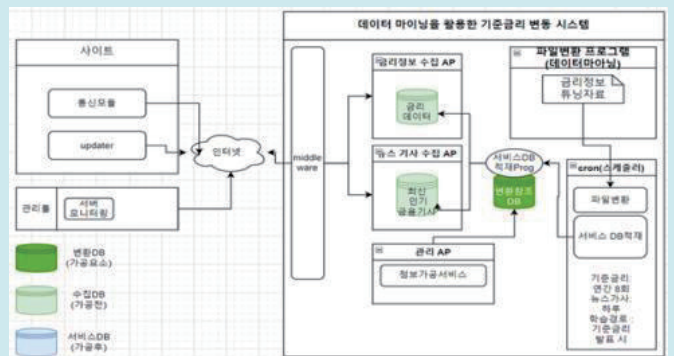 데이터 마이닝을 활용한 기준금리 변동 시스템
사이트
통신모듈
updater
관리툴
서버
모니터링
변환DB
(가공요소)
수집DB
(가공전)
서비스DB
(가공후)
인터넷
middle
ware
금리정보 수집 AP
금리
데이터
뉴스 기사 수집 AP
최신
인기
금융기사
관리 AP
정보가공서비스
서비스DB
적재Prog
변환참조
DB
파일변환 프로그램
(데이터마아닝)
금리정보
튜닝자료
cron(스케줄러)
파일변환
서비스 DB적재
기준금리:
연간 8회
뉴스기사:
하루
학습경로 :
기준금리
발표 시